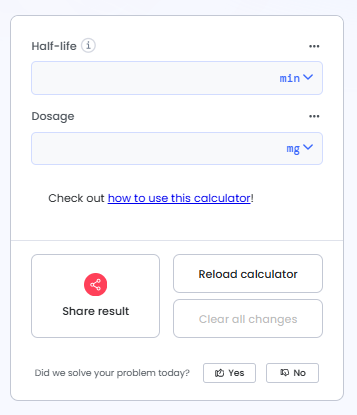 Half-life
min
Dosage
mg
Check out how to use this calculator!
Share result
Reload calculator
Clear all changes
Did we solve your problem today?
Yes
No